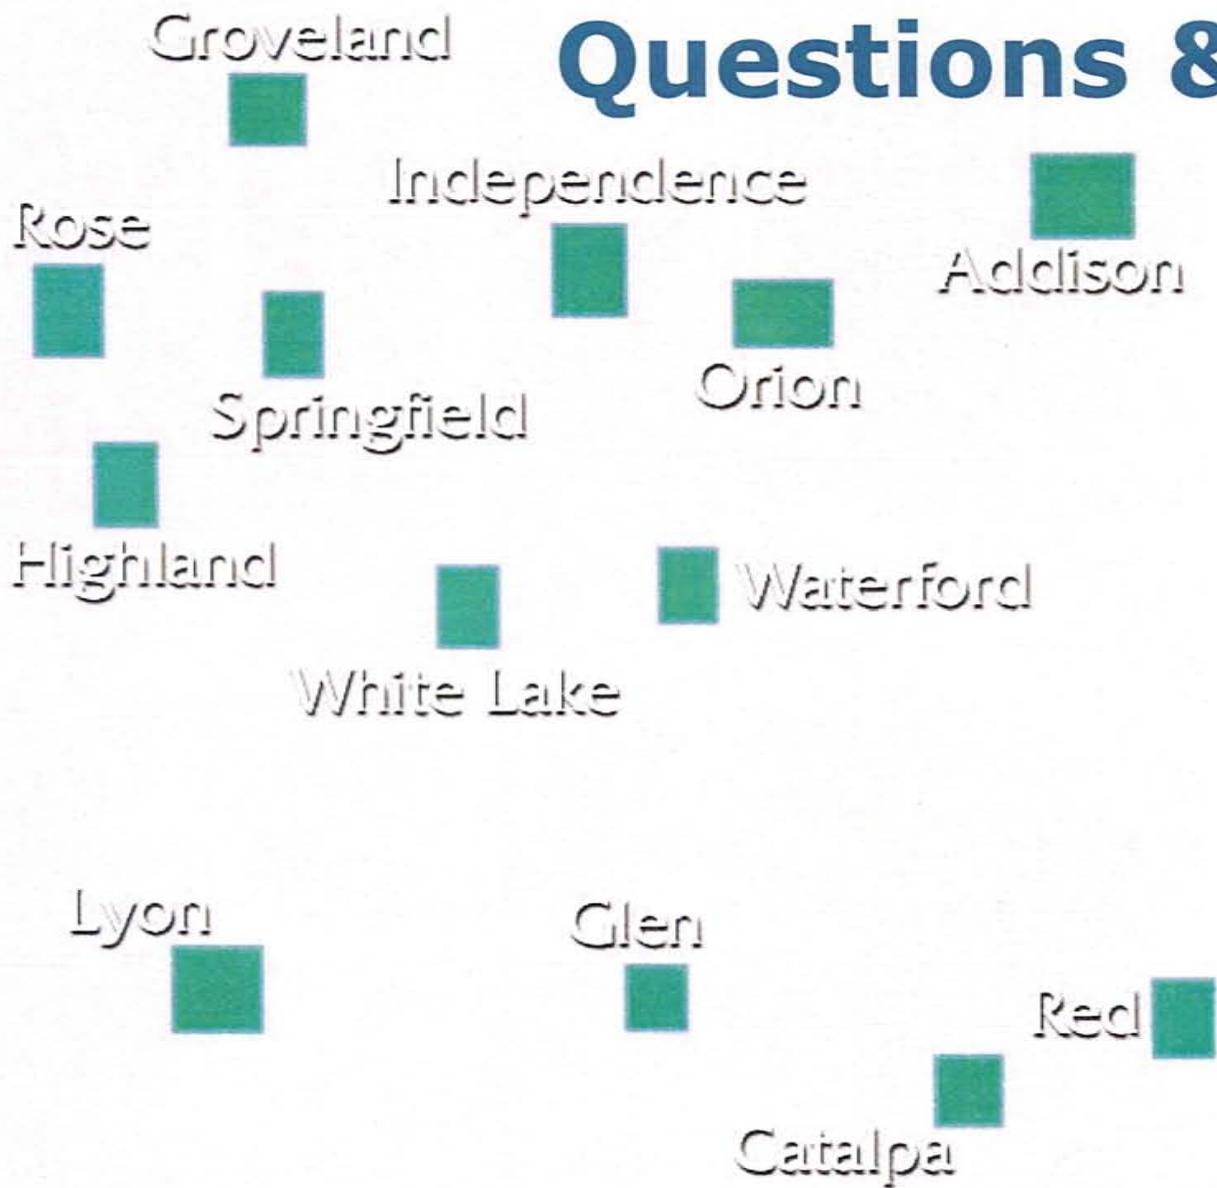 Groveland
Questions &
Independence
Rose
Addison
Orion
Springfield
Highland
Waterford
White Lake
Lyon
Glen
Red
Catalpa